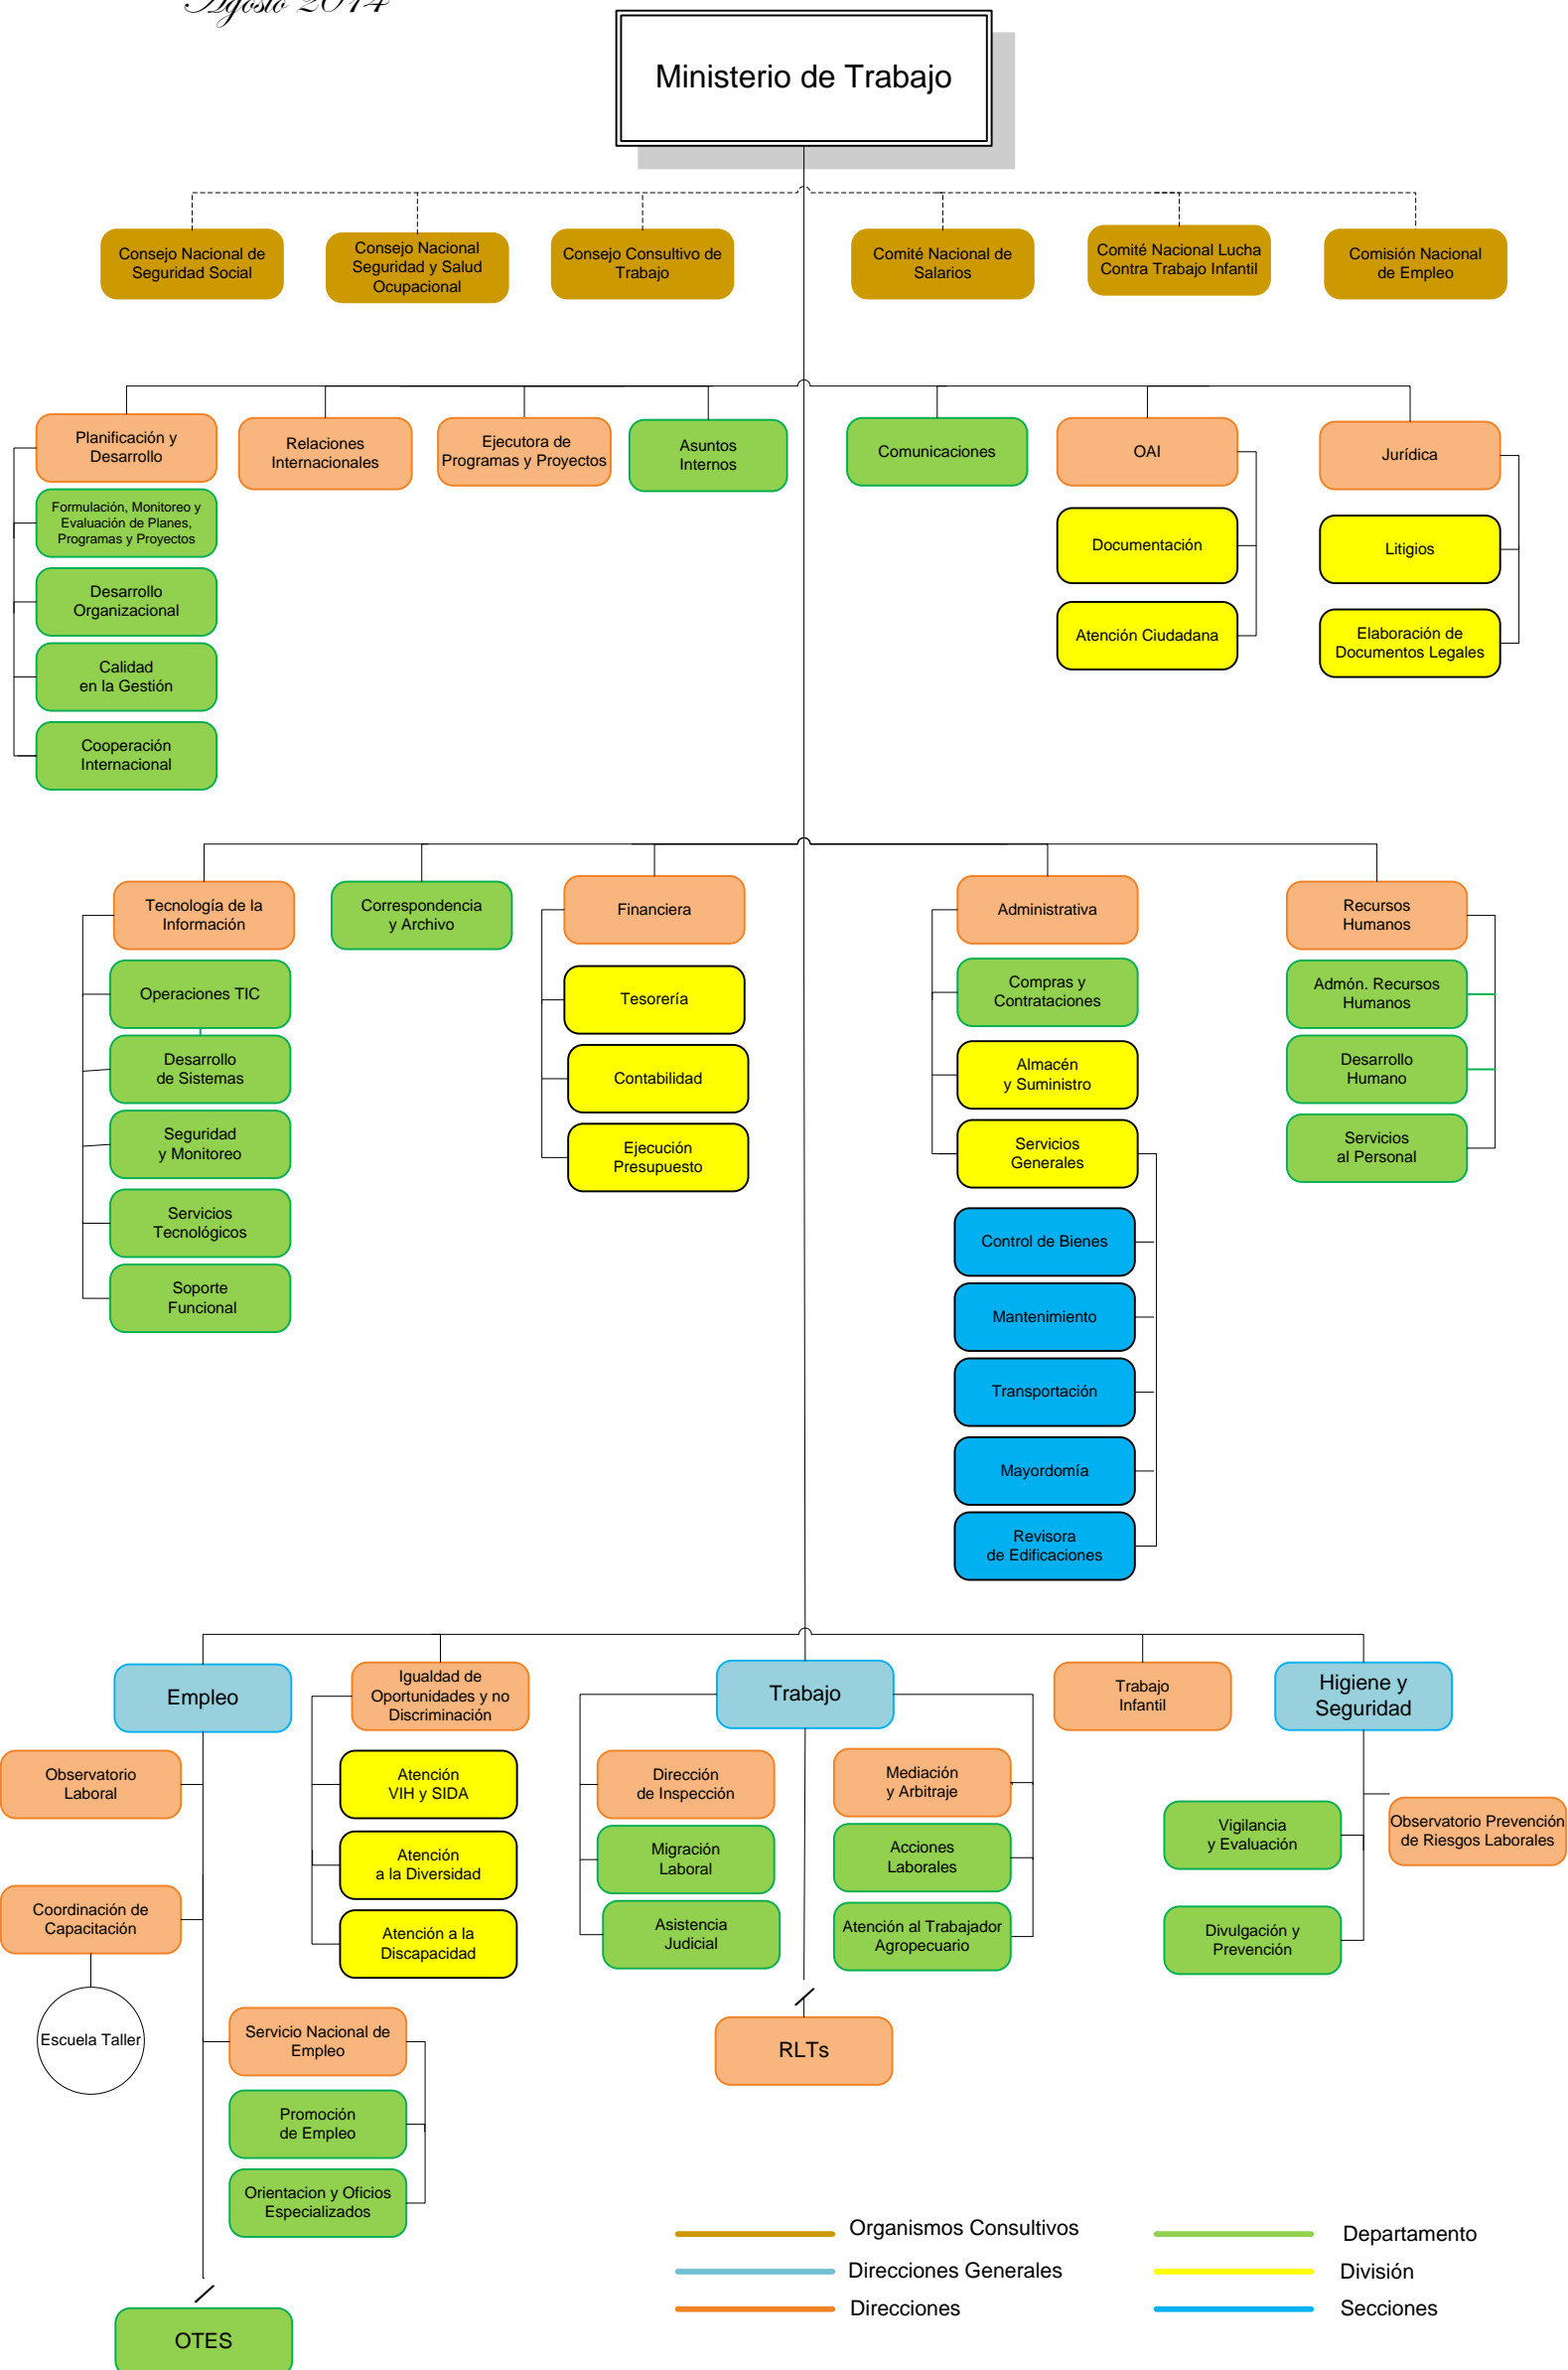 Agosto 2014
Ministerio de Trabajo
Consejo Nacional de
Seguridad Social
Consejo Nacional
Seguridad y Salud
Ocupacional
Consejo Consultivo de
Trabajo
Comité Nacional de
Salarios
Comité Nacional Lucha
Contra Trabajo Infantil
Comisión Nacional
de Empleo
Planificación y
Desarrollo
Relaciones
Internacionales
Ejecutora de
Programas y Proyectos
Asuntos
Internos
Comunicaciones
OAI
Jurídica
Formulación, Monitoreo y
Evaluación de Planes,
Programas y Proyectos
Desarrollo
Organizacional
Calidad
en la Gestión
Cooperación
Internacional
Documentación
Atención Ciudadana
Litigios
Elaboración de
Documentos Legales
Tecnología de la
Información
Correspondencia
y Archivo
Financiera
Administrativa
Recursos
Humanos
Operaciones TIC
Desarrollo
de Sistemas
Seguridad
y Monitoreo
Servicios
Tecnológicos
Soporte
Funcional
Tesorería
Contabilidad
Ejecución
Presupuesto
Compras y
Contrataciones
Almacén
y Suministro
Servicios
Generales
Control de Bienes
Mantenimiento
Transportación
Mayordomía
Revisora
de Edificaciones
Admón. Recursos
Humanos
Desarrollo
Humano
Servicios
al Personal
Empleo
Igualdad de
Oportunidades y no
Discriminación
Trabajo
Trabajo
Infantil
Higiene y
Seguridad
Observatorio
Laboral
Coordinación de
Capacitación
Escuela Taller
Atención
VIH y SIDA
Atención
a la Diversidad
Atención a la
Discapacidad
Servicio Nacional de
Empleo
Promoción
de Empleo
Orientacion y Oficios
Especializados
OTES
Dirección
de Inspección
Migración
Laboral
Asistencia
Judicial
Mediación
y Arbitraje
Acciones
Laborales
Atención al Trabajador
Agropecuario
RLTs
Vigilancia
y Evaluación
Divulgación y
Prevención
Observatorio Prevención
de Riesgos Laborales
Organismos Consultivos
Direcciones Generales
Direcciones
Departamento
División
Secciones